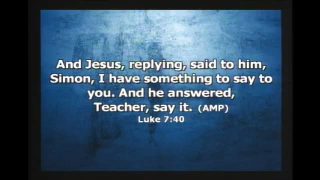 And Jesus, replying, said to him,
Simon, I have something to say to
you. And he answered,
Teacher, say it. (AMP)
Luke 7:40